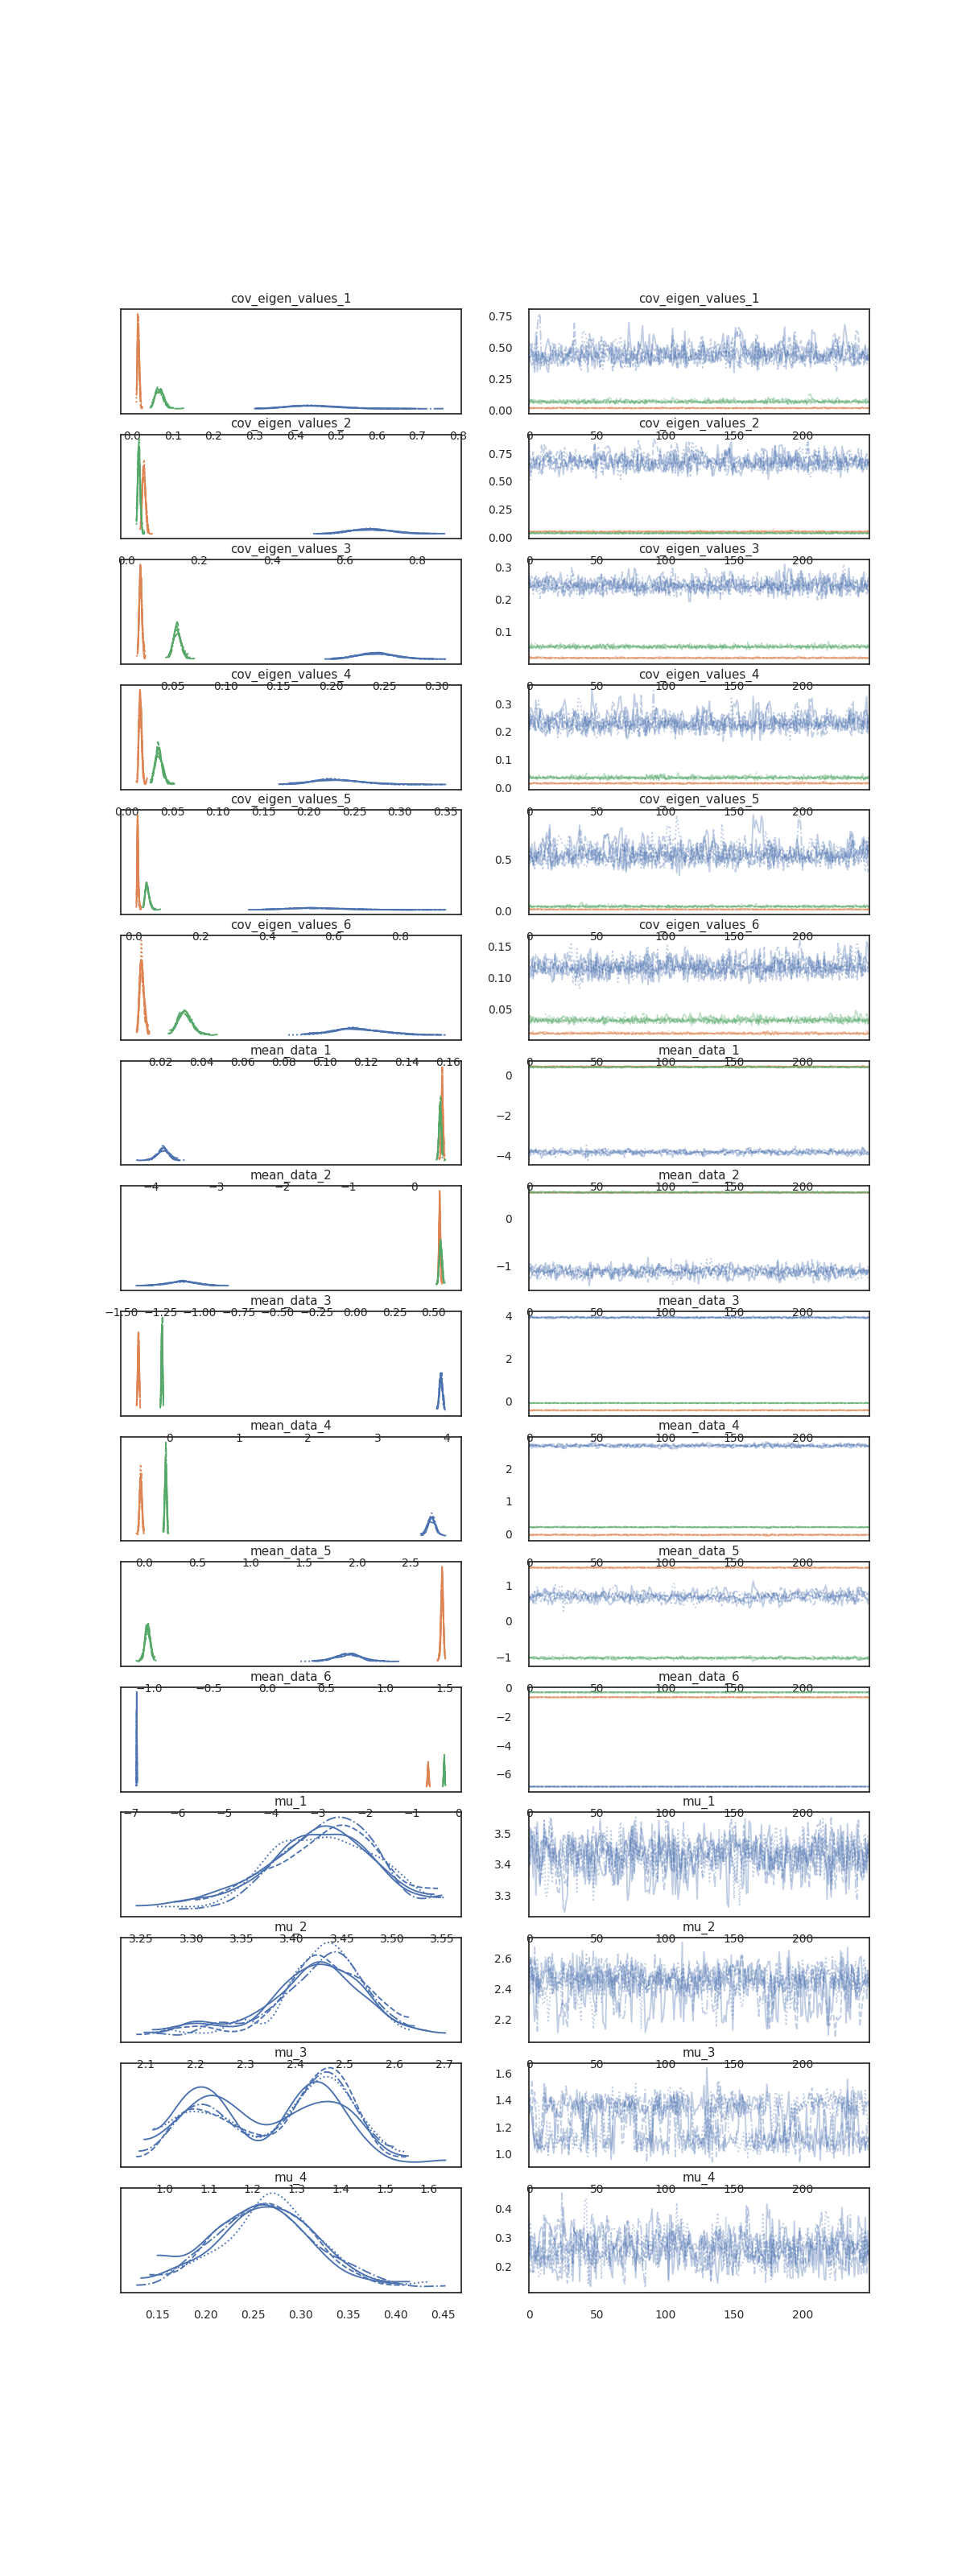 cov_eigen_values_1 cov_eigen_values_1
0.75
0.50
0.25
0.00
0.0 0.1 0.2 0.3 0.4 0.5 0.6 0.7 0.8 0 50 100 150 200
cov_eigen_values_2 cov_eigen_values_2
0.75
0.50
0.25
0.00
0.0 0.2 0.4 0.6 0.8 0 50 100 150 200
cov_eigen_values_3 cov_eigen_values_3
0.3
0.2
0.1
0.05 0.10 0.15 0.20 0.25 0.30 0 50 100 150 200
cov_eigen_values_4 cov_eigen_values_4
0.3
0.2
0.1
0.0
0.00 0.05 0.10 0.15 0.20 0.25 0.30 0.35 0 50 100 150 200
cov_eigen_values_5 cov_eigen_values_5
0.5
0.0
0.0 0.2 0.4 0.6 0.8 0 50 100 150 200
cov_eigen_values_6 cov_eigen_values_6
0.15
0.10
0.05
0.02 0.04 0.06 0.08 0.10 0.12 0.14 0.16 0 50 100 150 200
mean_data_1 mean_data_1
0
−2
−4
−4 −3 −2 −1 0 0 50 100 150 200
mean_data_2 mean_data_2
0
−1
−1.50 −1.25 −1.00 −0.75 −0.50 −0.25 0.00 0.25 0.50 0 50 100 150 200
mean_data_3 mean_data_3
4
2
0
0 1 2 3 4 0 50 100 150 200
mean_data_4 mean_data_4
2
1
0
0.0 0.5 1.0 1.5 2.0 2.5 0 50 100 150 200
mean_data_5 mean_data_5
1
0
−1
−1.0 −0.5 0.0 0.5 1.0 1.5 0 50 100 150 200
mean_data_6 mean_data_6
0
−2
−4
−6
−7 −6 −5 −4 −3 −2 −1 0 0 50 100 150 200
mu_1 mu_1
3.5
3.4
3.3
3.25 3.30 3.35 3.40 3.45 3.50 3.55 0 50 100 150 200
mu_2 mu_2
2.6
2.4
2.2
2.1 2.2 2.3 2.4 2.5 2.6 2.7 0 50 100 150 200
mu_3 mu_3
1.6
1.4
1.2
1.0
1.0 1.1 1.2 1.3 1.4 1.5 1.6 0 50 100 150 200
mu_4 mu_4
0.4
0.3
0.2
0.15 0.20 0.25 0.30 0.35 0.40 0.45 0 50 100 150 200